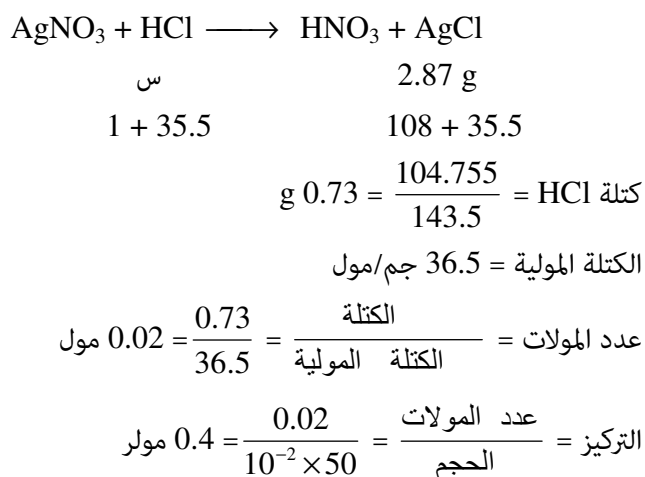 AgNO₃ + HCl ⟶ HNO₃ + AgCl
س 2.87 g
1 + 35.5 108 + 35.5
كتلة HCl = 104.755 / 143.5 = 0.73 g
الكتلة المولية = 36.5 جم/مول
عدد المولات = الكتلة / الكتلة المولية = 0.73 / 36.5 = 0.02 مول
التركيز = عدد المولات / الحجم = 0.02 / 10⁻² × 50 = 0.4 مولر